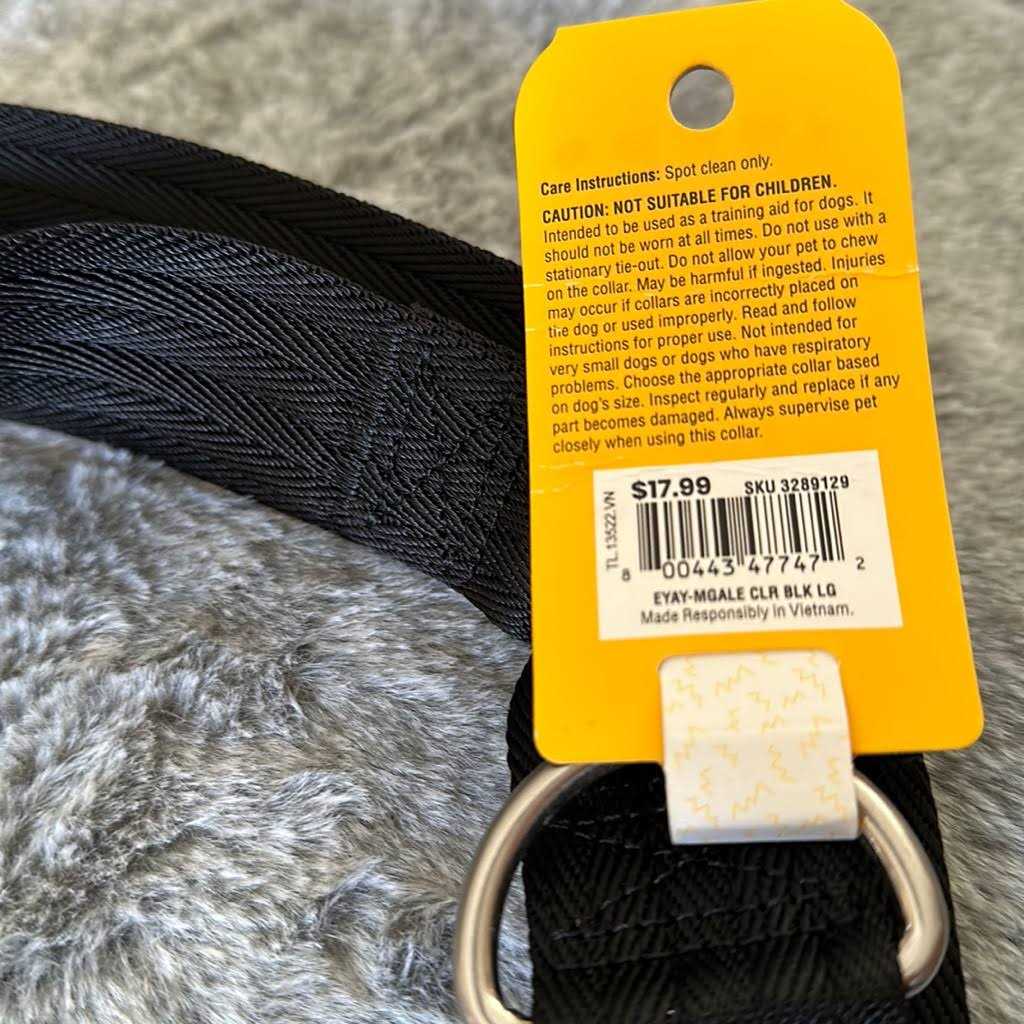 Care Instructions: Spot clean only.
CAUTION: NOT SUITABLE FOR CHILDREN.
Intended to be used as a training aid for dogs. It
should not be worn at all times. Do not use with a
stationary tie-out. Do not allow your pet to chew
on the collar. May be harmful if ingested. Injuries
may occur if collars are incorrectly placed on
the dog or used improperly. Read and follow
instructions for proper use. Not intended for
very small dogs or dogs who have respiratory
problems. Choose the appropriate collar based
on dog's size. Inspect regularly and replace if any
part becomes damaged. Always supervise pet
closely when using this collar.
TL.13522.VN
$17.99 SKU 3289129
8 00443 47747 2
EYAY-MGALE CLR BLK LG
Made Responsibly in Vietnam.